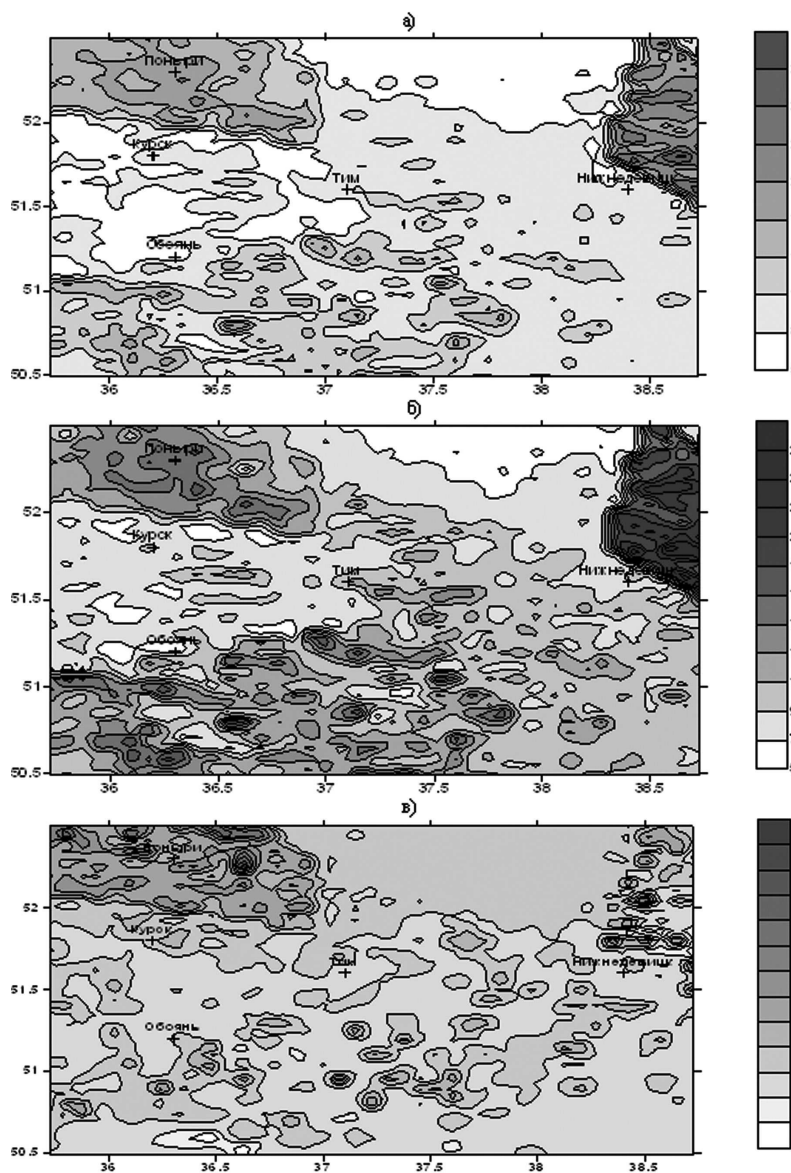 а)
Поныри
52
Курск
Тим
Нижнедевицк
51.5
Обоянь
51
50.5
36
36.5
37
37.5
38
38.5
б)
Поныри
52
Курск
Тим
Нижнедевицк
51.5
Обоянь
51
50.5
36
36.5
37
37.5
38
38.5
в)
Поныри
52
Курск
Тим
Нижнедевицк
51.5
Обоянь
51
50.5
36
36.5
37
37.5
38
38.5